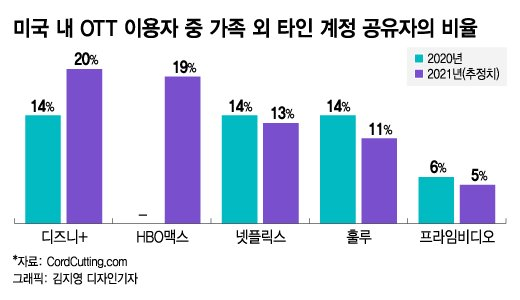 미국 내 OTT 이용자 중 가족 외 타인 계정 공유자의 비율
2020년
2021년(추정치)
14%
20%
–
19%
14%
13%
14%
11%
6%
5%
디즈니+
HBO맥스
넷플릭스
훌루
프라임비디오
*자료: CordCutting.com
그래픽: 김지영 디자인기자